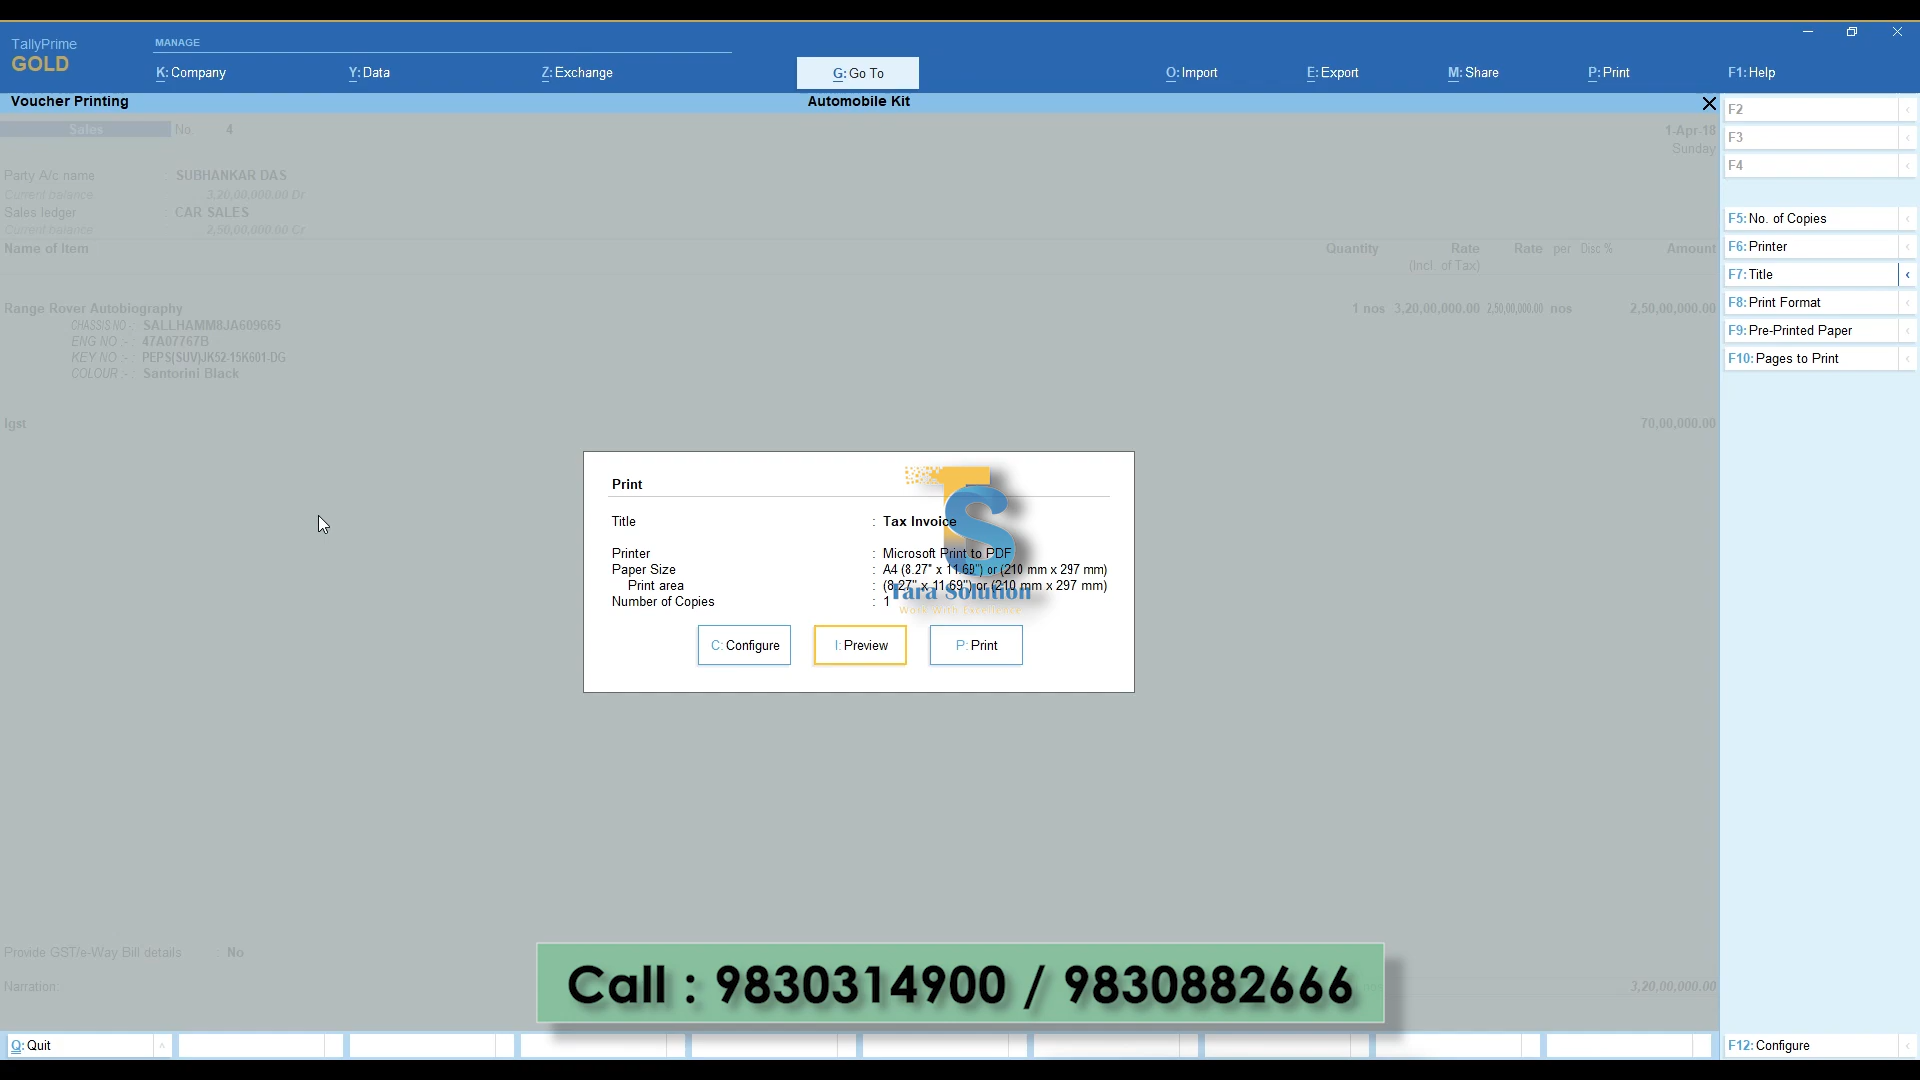 TallyPrime
GOLD
MANAGE
K: Company
Y: Data
Z: Exchange
G: Go To
O: Import
E: Export
M: Share
P: Print
F1: Help
Voucher Printing
Automobile Kit
F2
F3
F4
F5: No. of Copies
F6: Printer
F7: Title
F8: Print Format
F9: Pre-Printed Paper
F10: Pages to Print
Sales No. 4
1-Apr-18
Sunday
Party A/c name : SUBHANKAR DAS
Current balance : 3,20,00,000.00 Dr
Sales ledger : CAR SALES
Current balance : 2,50,00,000.00 Cr
Name of Item Quantity Rate Rate per Disc % Amount
(Incl. of Tax)
Range Rover Autobiography 1 nos 3,20,00,000.00 2,50,00,000.00 nos 2,50,00,000.00
CHASSIS NO -: SALLHAMM8JA609665
ENG NO :- : 47A07767B
KEY NO :- : PEPS(SUV)JK52-15K601-DG
COLOUR :- : Santorini Black
Igst 70,00,000.00
Print
Title : Tax Invoice
Printer : Microsoft Print to PDF
Paper Size : A4 (8.27" x 11.69") or (210 mm x 297 mm)
Print area : (8.27" x 11.69") or (210 mm x 297 mm)
Number of Copies : 1
TS
Tara Solution
Work With Excellence
C: Configure
I: Preview
P: Print
Provide GST/e-Way Bill details : No
Narration:
nos
3,20,00,000.00
Call : 9830314900 / 9830882666
Q: Quit
F12: Configure